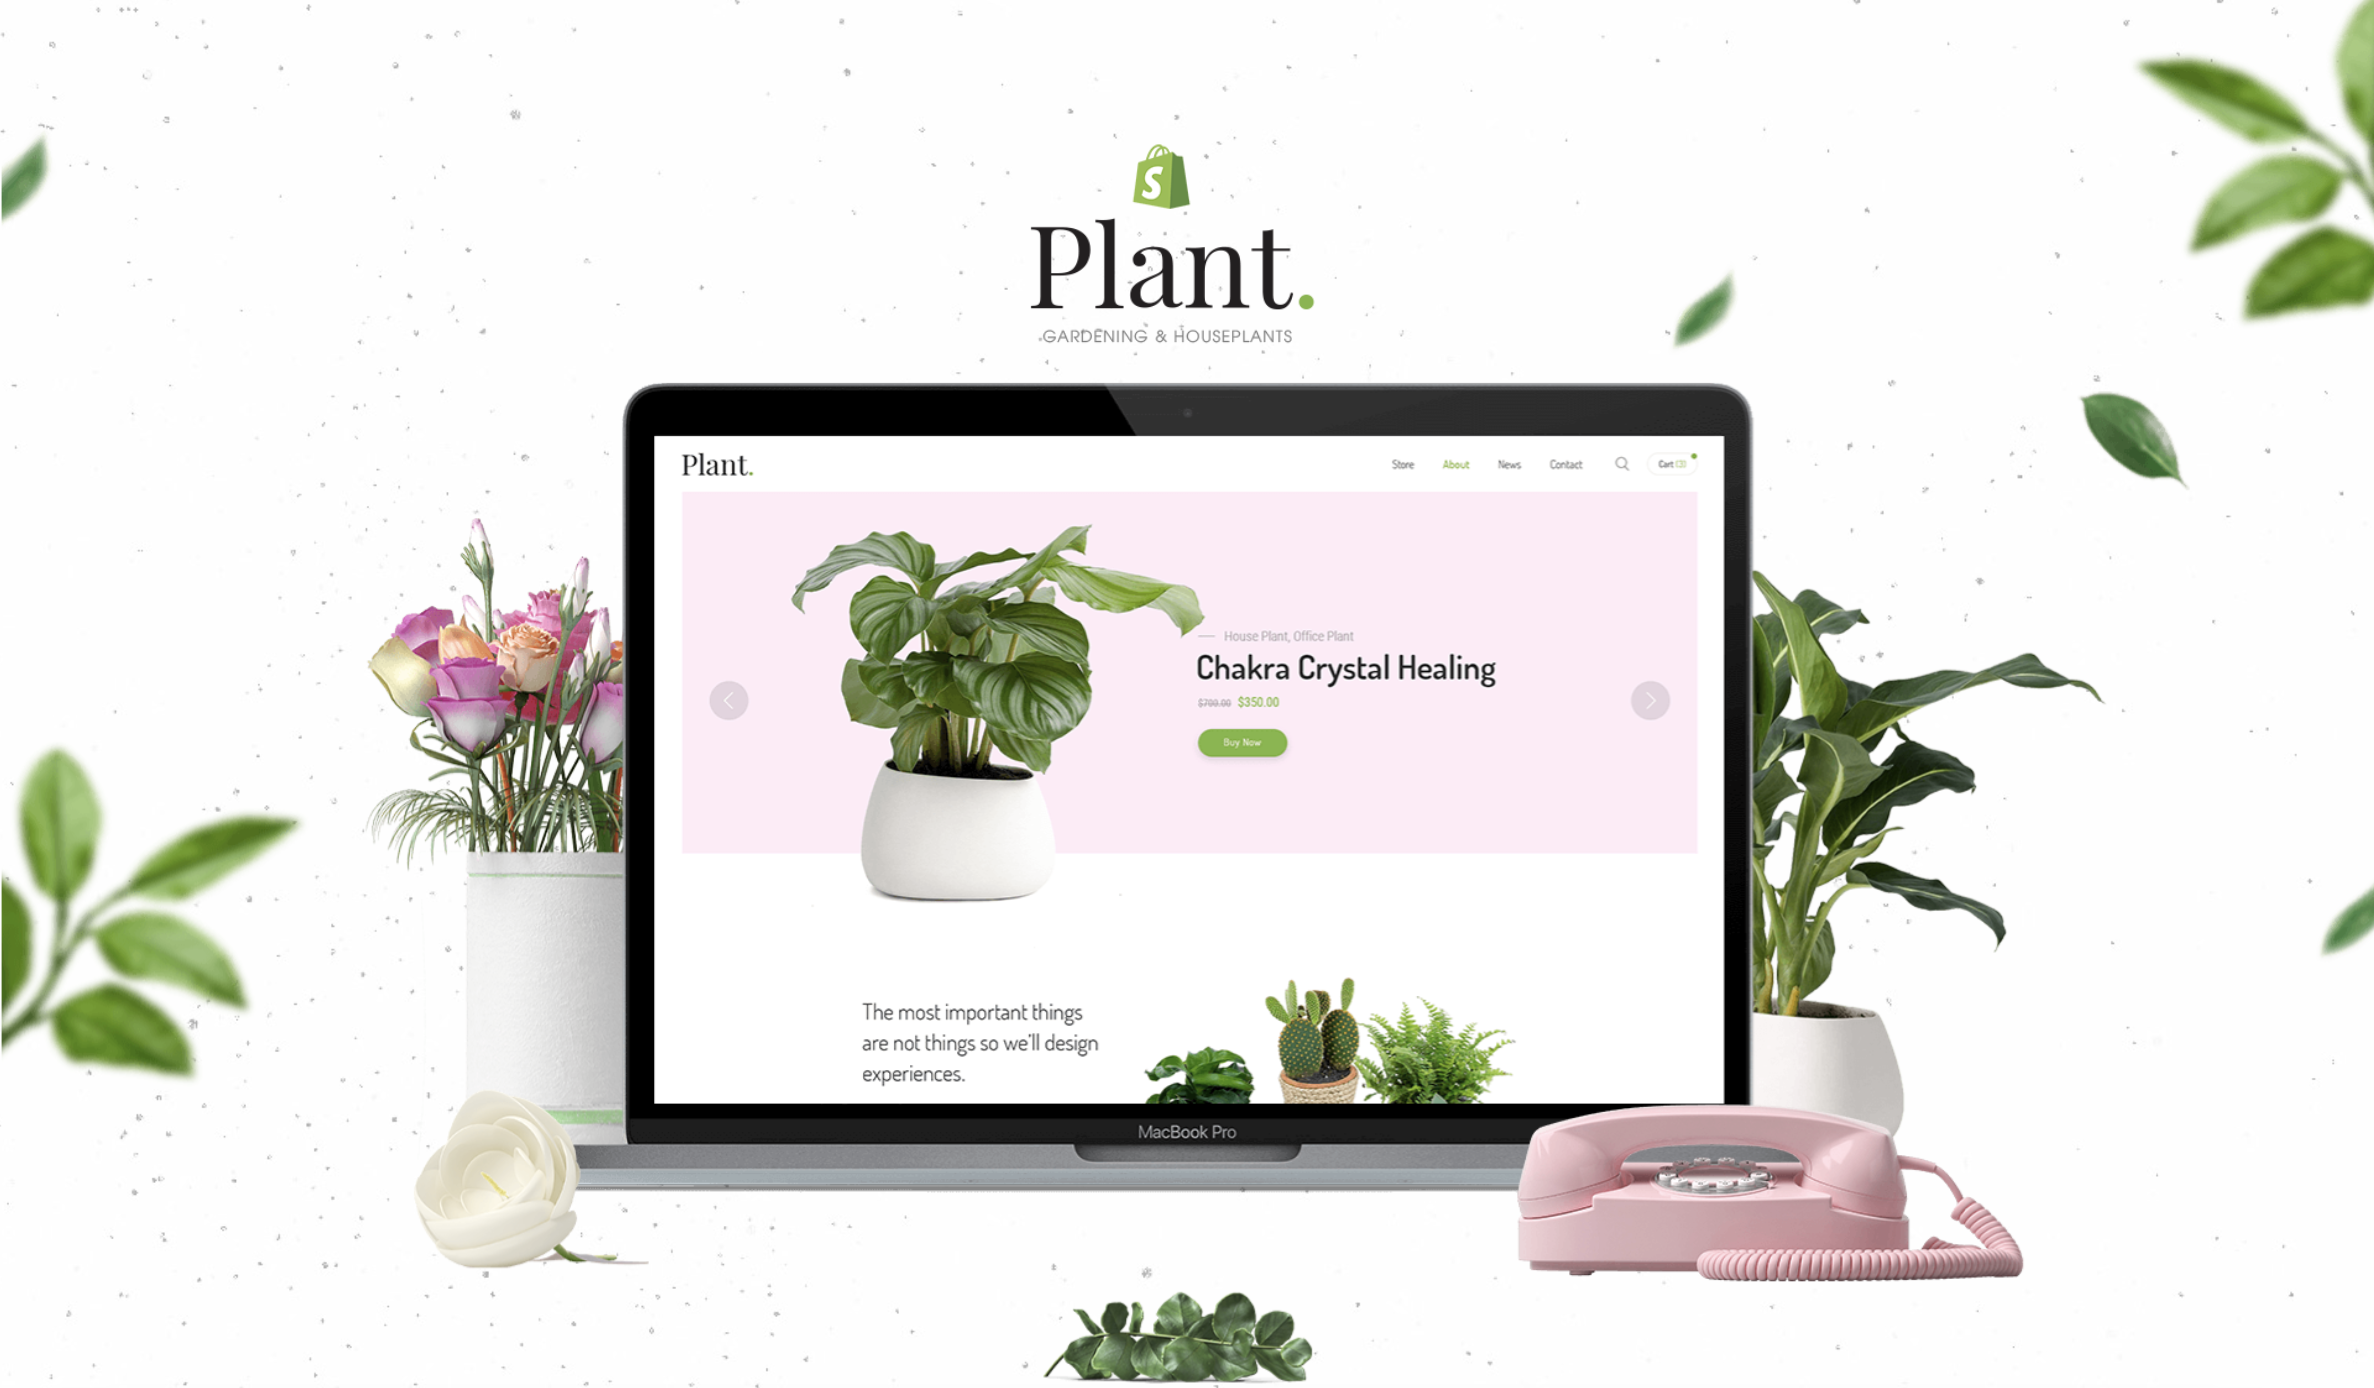 S
Plant.
GARDENING & HOUSEPLANTS
Plant.
Store About News Contact Cart
House Plant, Office Plant
Chakra Crystal Healing
$700.00 $350.00
Buy Now
The most important things
are not things so we'll design
experiences.
MacBook Pro